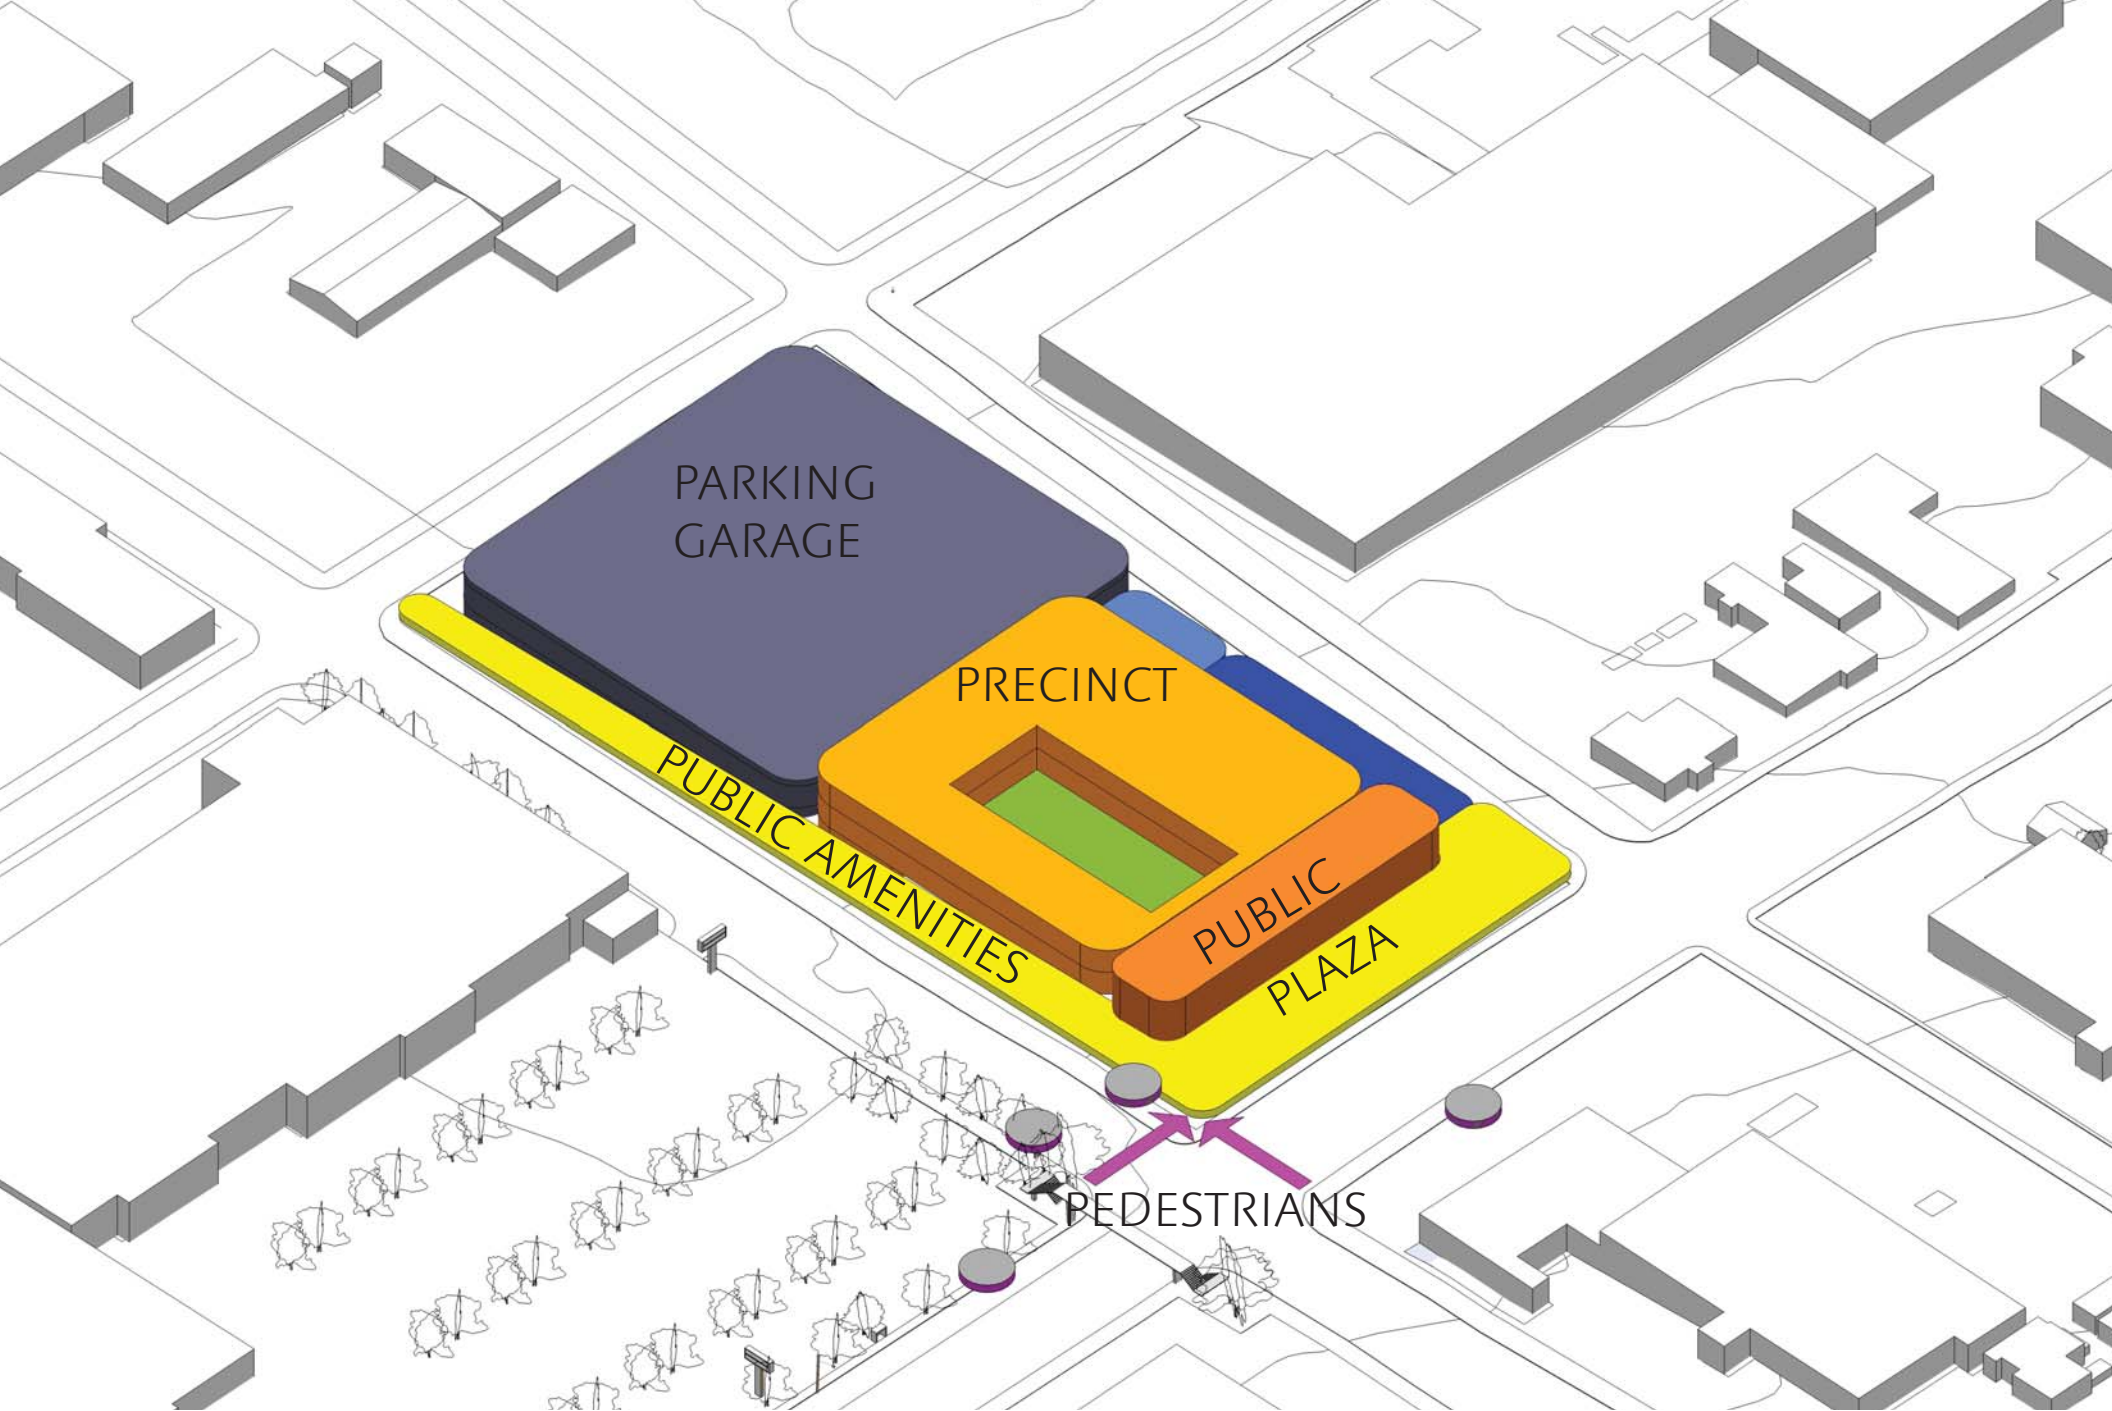 PARKING
GARAGE
PRECINCT
PUBLIC AMENITIES
PUBLIC
PLAZA
PEDESTRIANS